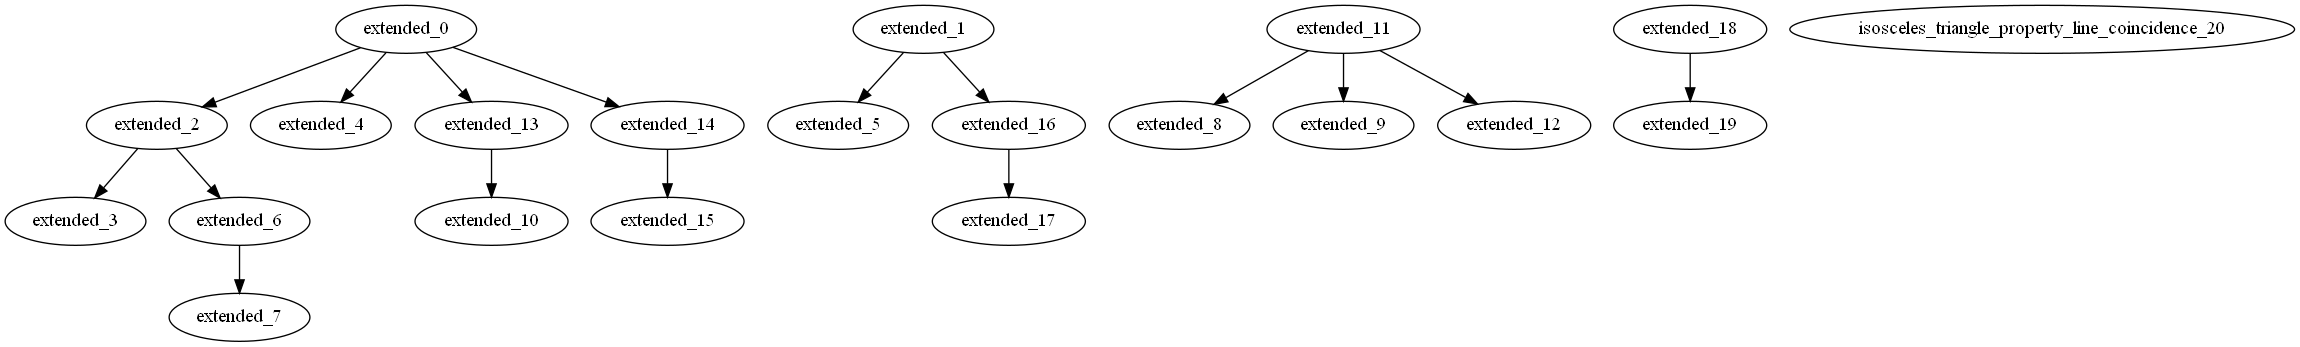 extended_0
extended_1
extended_11
extended_18
isosceles_triangle_property_line_coincidence_20
extended_2
extended_4
extended_13
extended_14
extended_5
extended_16
extended_8
extended_9
extended_12
extended_19
extended_3
extended_6
extended_10
extended_15
extended_17
extended_7